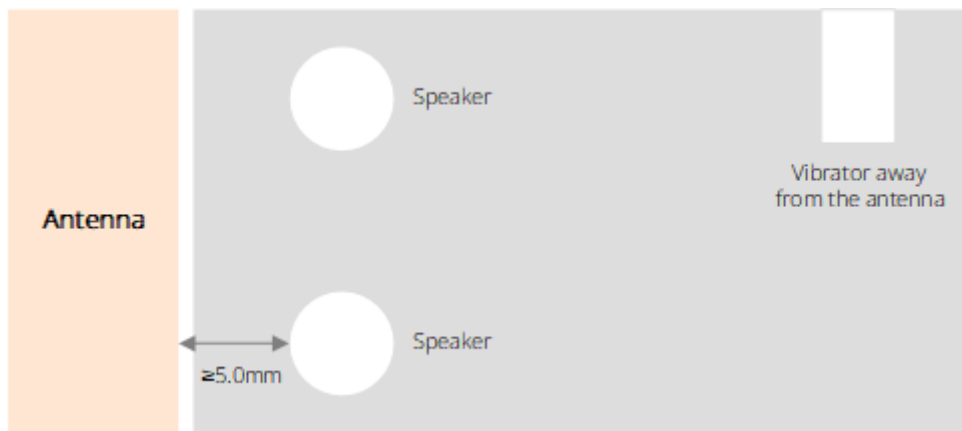 Speaker
Vibrator away
from the antenna
Antenna
Speaker
≥5.0mm